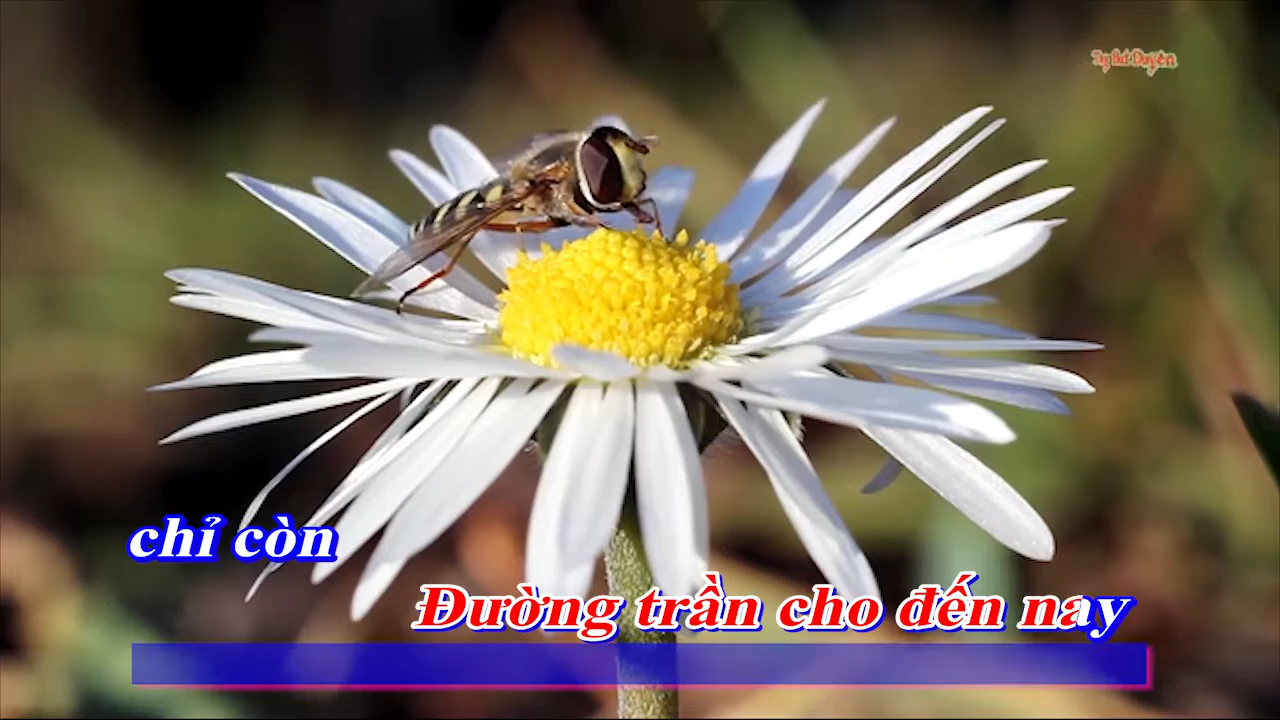 chỉ còn
Đường trần cho đến nay